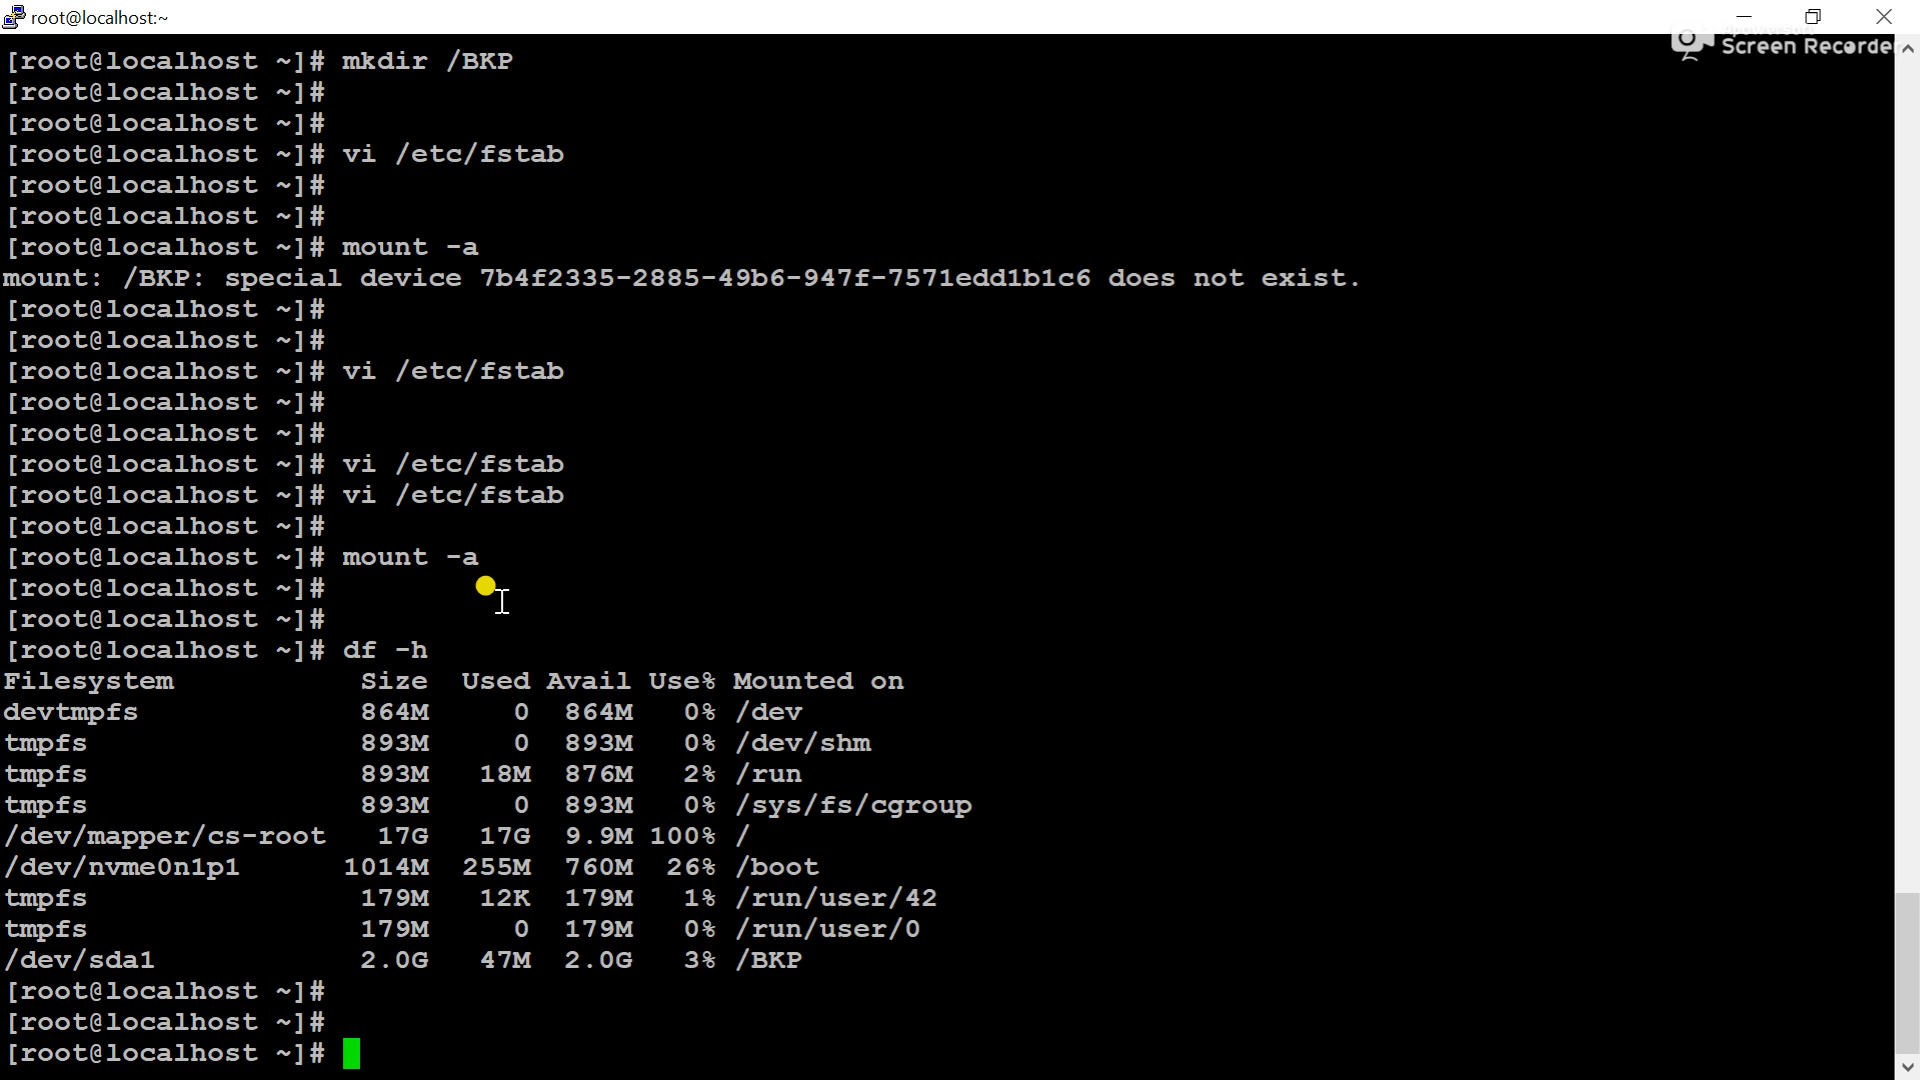 root@localhost:~
Screen Recorder
[root@localhost ~]# mkdir /BKP
[root@localhost ~]#
[root@localhost ~]#
[root@localhost ~]# vi /etc/fstab
[root@localhost ~]#
[root@localhost ~]#
[root@localhost ~]# mount -a
mount: /BKP: special device 7b4f2335-2885-49b6-947f-7571edd1b1c6 does not exist.
[root@localhost ~]#
[root@localhost ~]#
[root@localhost ~]# vi /etc/fstab
[root@localhost ~]#
[root@localhost ~]#
[root@localhost ~]# vi /etc/fstab
[root@localhost ~]# vi /etc/fstab
[root@localhost ~]#
[root@localhost ~]# mount -a
[root@localhost ~]#
[root@localhost ~]#
[root@localhost ~]# df -h
Filesystem           Size  Used Avail Use% Mounted on
devtmpfs             864M     0  864M   0% /dev
tmpfs                893M     0  893M   0% /dev/shm
tmpfs                893M   18M  876M   2% /run
tmpfs                893M     0  893M   0% /sys/fs/cgroup
/dev/mapper/cs-root   17G   17G  9.9M 100% /
/dev/nvme0n1p1      1014M  255M  760M  26% /boot
tmpfs                179M   12K  179M   1% /run/user/42
tmpfs                179M     0  179M   0% /run/user/0
/dev/sda1            2.0G   47M  2.0G   3% /BKP
[root@localhost ~]#
[root@localhost ~]#
[root@localhost ~]#